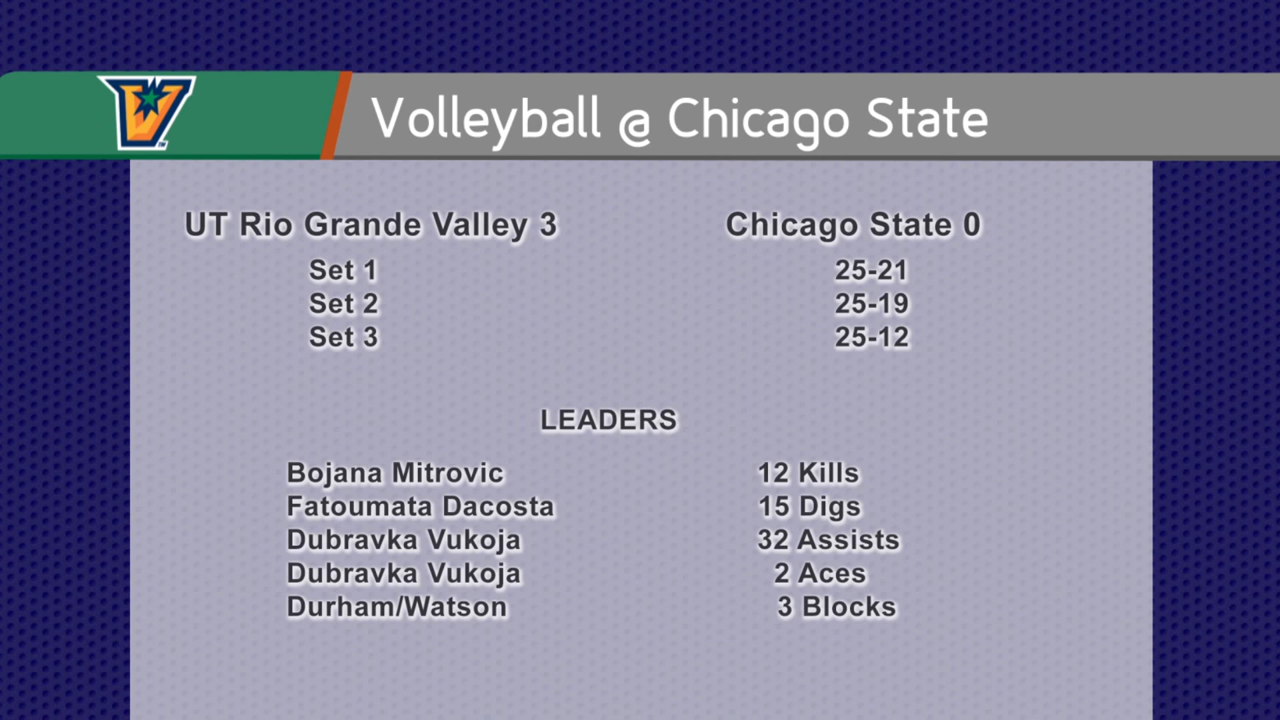 Volleyball @ Chicago State
UT Rio Grande Valley 3 Chicago State 0
Set 1 25-21
Set 2 25-19
Set 3 25-12
LEADERS
Bojana Mitrovic 12 Kills
Fatoumata Dacosta 15 Digs
Dubravka Vukoja 32 Assists
Dubravka Vukoja 2 Aces
Durham/Watson 3 Blocks